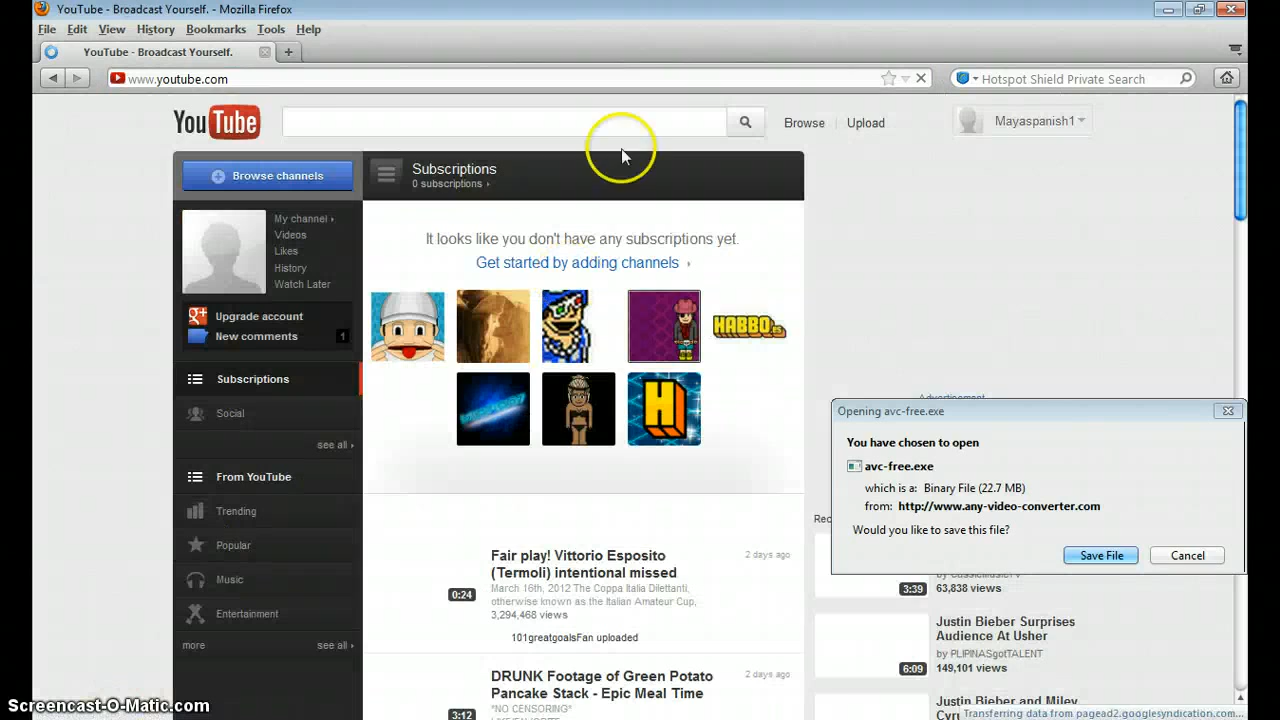 YouTube - Broadcast Yourself. - Mozilla Firefox
File Edit View History Bookmarks Tools Help
YouTube - Broadcast Yourself.
www.youtube.com
Hotspot Shield Private Search
YouTube
Browse
Upload
Mayaspanish1
Browse channels
Subscriptions
0 subscriptions ›
My channel ›
Videos
Likes
History
Watch Later
Upgrade account
New comments 1
Subscriptions
Social
see all ›
From YouTube
Trending
Popular
Music
Entertainment
more
see all ›
It looks like you don't have any subscriptions yet.
Get started by adding channels ›
HABBO.ES
H
Fair play! Vittorio Esposito
(Termoli) intentional missed
2 days ago
March 16th, 2012 The Coppa Italia Dilettanti,
otherwise known as the Italian Amateur Cup,
3,294,468 views
0:24
101greatgoalsFan uploaded
DRUNK Footage of Green Potato
Pancake Stack - Epic Meal Time
2 days ago
*NO CENSORING*
3:12
Advertisement
Opening avc-free.exe
You have chosen to open
avc-free.exe
which is a: Binary File (22.7 MB)
from: http://www.any-video-converter.com
Would you like to save this file?
Save File
Cancel
Rec
3:39
63,838 views
Justin Bieber Surprises
Audience At Usher
by PLIPINASgotTALENT
149,101 views
6:09
Justin Bieber and Miley
Transferring data from pagead2.googlesyndication.com...
Screencast-O-Matic.com